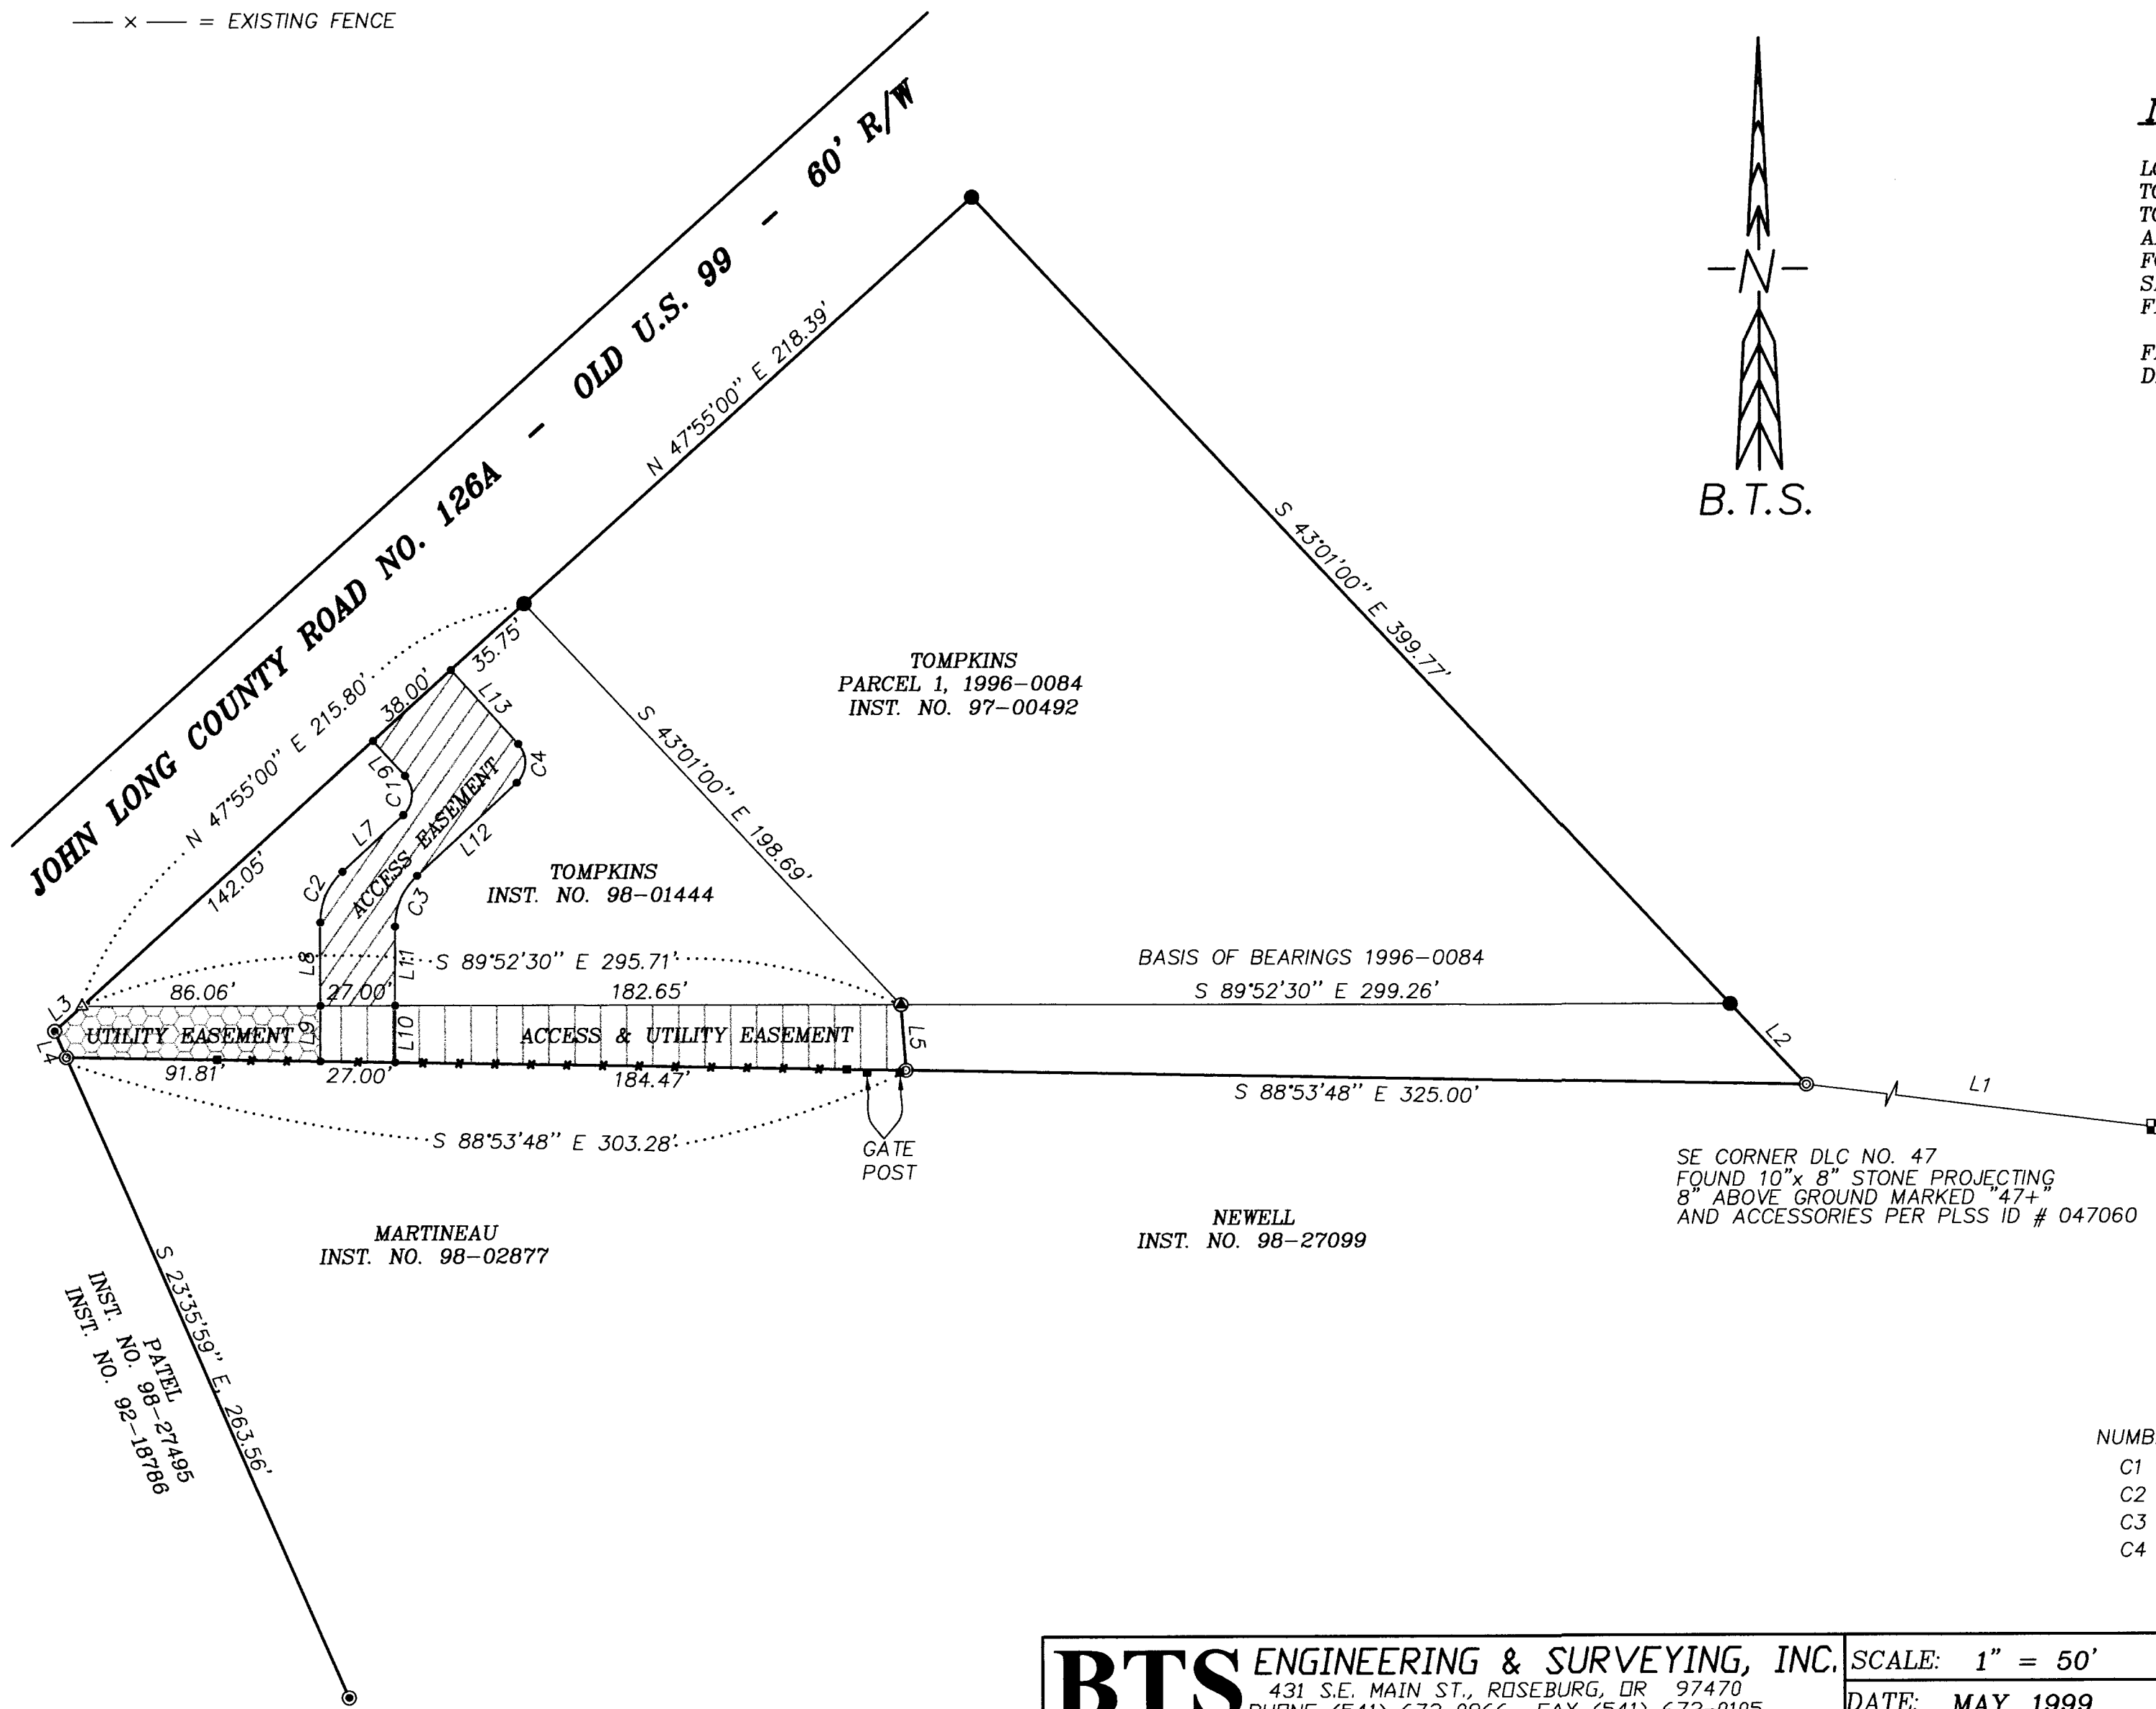 — x — = EXISTING FENCE
JOHN LONG COUNTY ROAD NO. 126A - OLD U.S. 99 - 60' R/W
N
B.T.S.
N 47°55'00" E 218.39'
S 43°01'00" E 399.77'
35.75'
38.00'
N 47°55'00" E 215.80'
142.05'
L13
L6
C1
C4
L7
L12
C2
C3
ACCESS EASEMENT
L8
L11
TOMPKINS
PARCEL 1, 1996-0084
INST. NO. 97-00492
S 43°01'00" E 198.69'
TOMPKINS
INST. NO. 98-01444
S 89°52'30" E 295.71'
86.06'
27.00'
182.65'
BASIS OF BEARINGS 1996-0084
S 89°52'30" E 299.26'
L3
L4
UTILITY EASEMENT
L9
L10
ACCESS & UTILITY EASEMENT
L5
L2
L1
91.81'
27.00'
184.47'
S 88°53'48" E 325.00'
S 88°53'48" E 303.28'
GATE
POST
SE CORNER DLC NO. 47
FOUND 10"x 8" STONE PROJECTING
8" ABOVE GROUND MARKED "47+"
AND ACCESSORIES PER PLSS ID # 047060
MARTINEAU
INST. NO. 98-02877
NEWELL
INST. NO. 98-27099
S 23°35'59" E, 263.56'
PATEL
INST. NO. 98-27495
INST. NO. 92-18786
C1
C2
C3
C4
BTS ENGINEERING & SURVEYING, INC.
431 S.E. MAIN ST., ROSEBURG, OR 97470
SCALE: 1" = 50'
DATE: MAY 1999